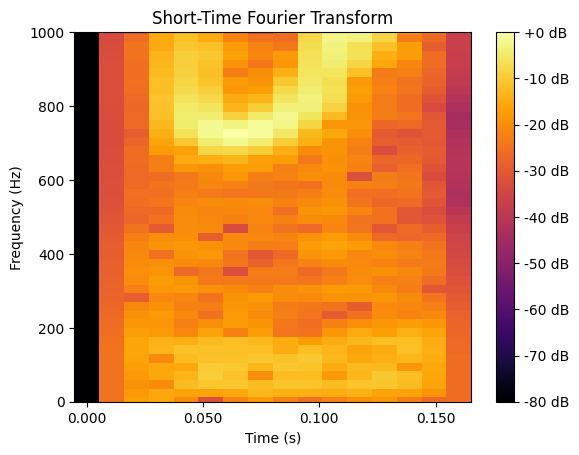 Short-Time Fourier Transform
1000
800
600
400
200
0
Frequency (Hz)
0.000
0.050
0.100
0.150
Time (s)
+0 dB
-10 dB
-20 dB
-30 dB
-40 dB
-50 dB
-60 dB
-70 dB
-80 dB